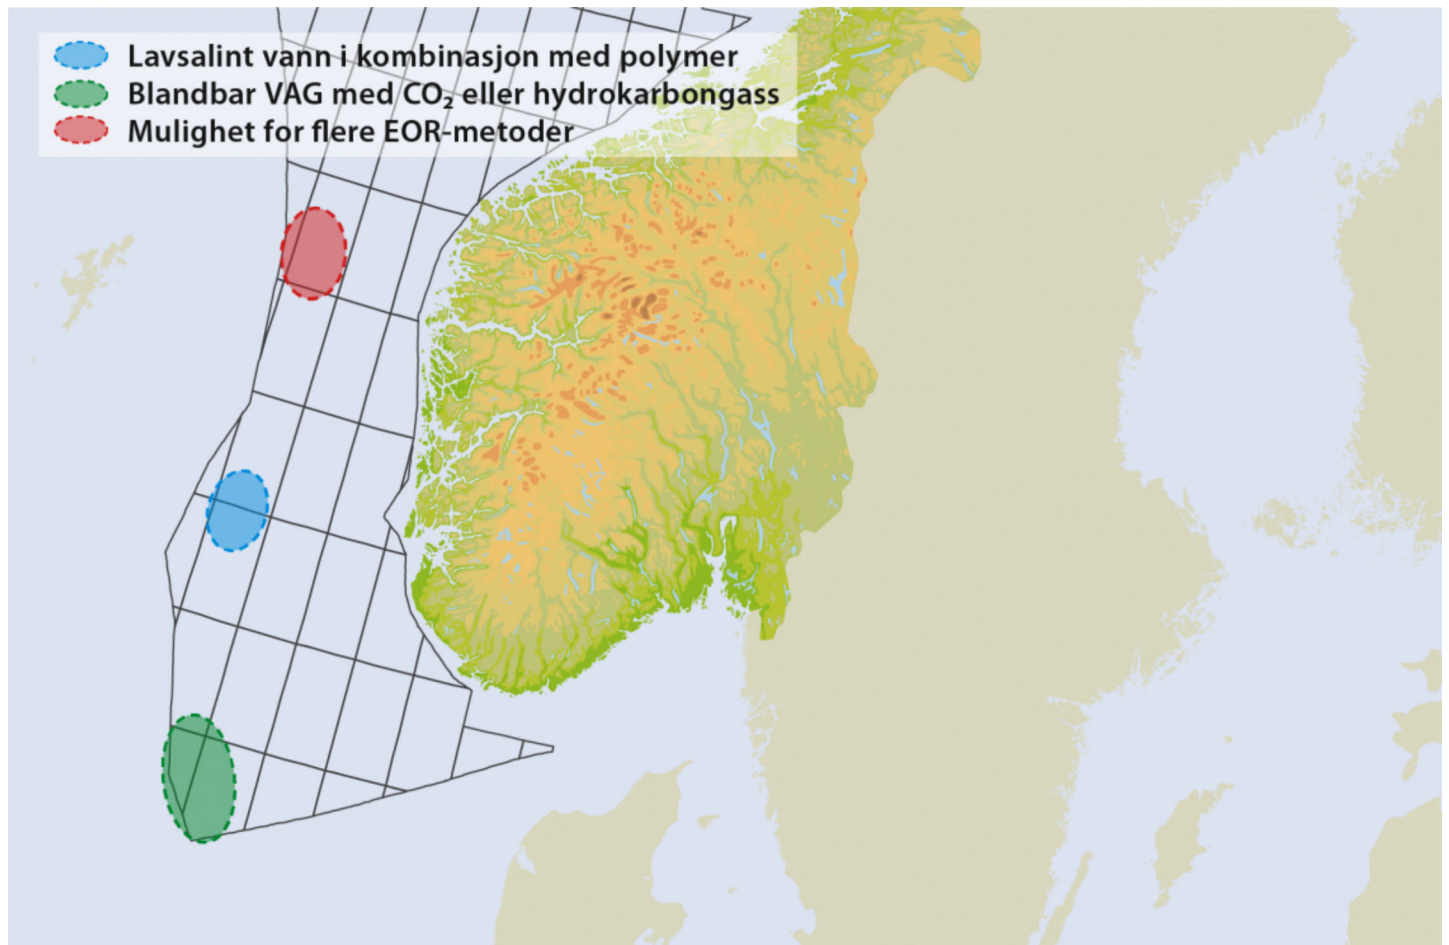 Lavsalint vann i kombinasjon med polymer
Blandbar VAG med CO₂ eller hydrokarbongass
Mulighet for flere EOR-metoder